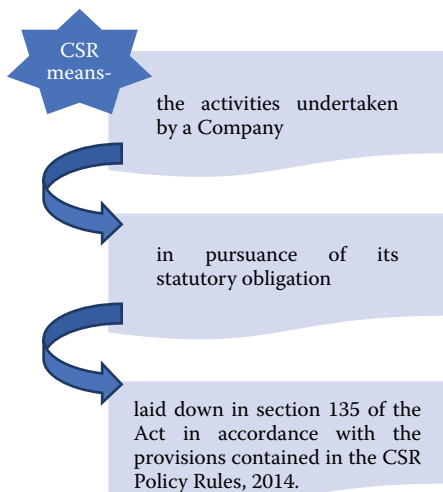 CSR
means-
the activities undertaken
by a Company
in pursuance of its
statutory obligation
laid down in section 135 of the
Act in accordance with the
provisions contained in the CSR
Policy Rules, 2014.